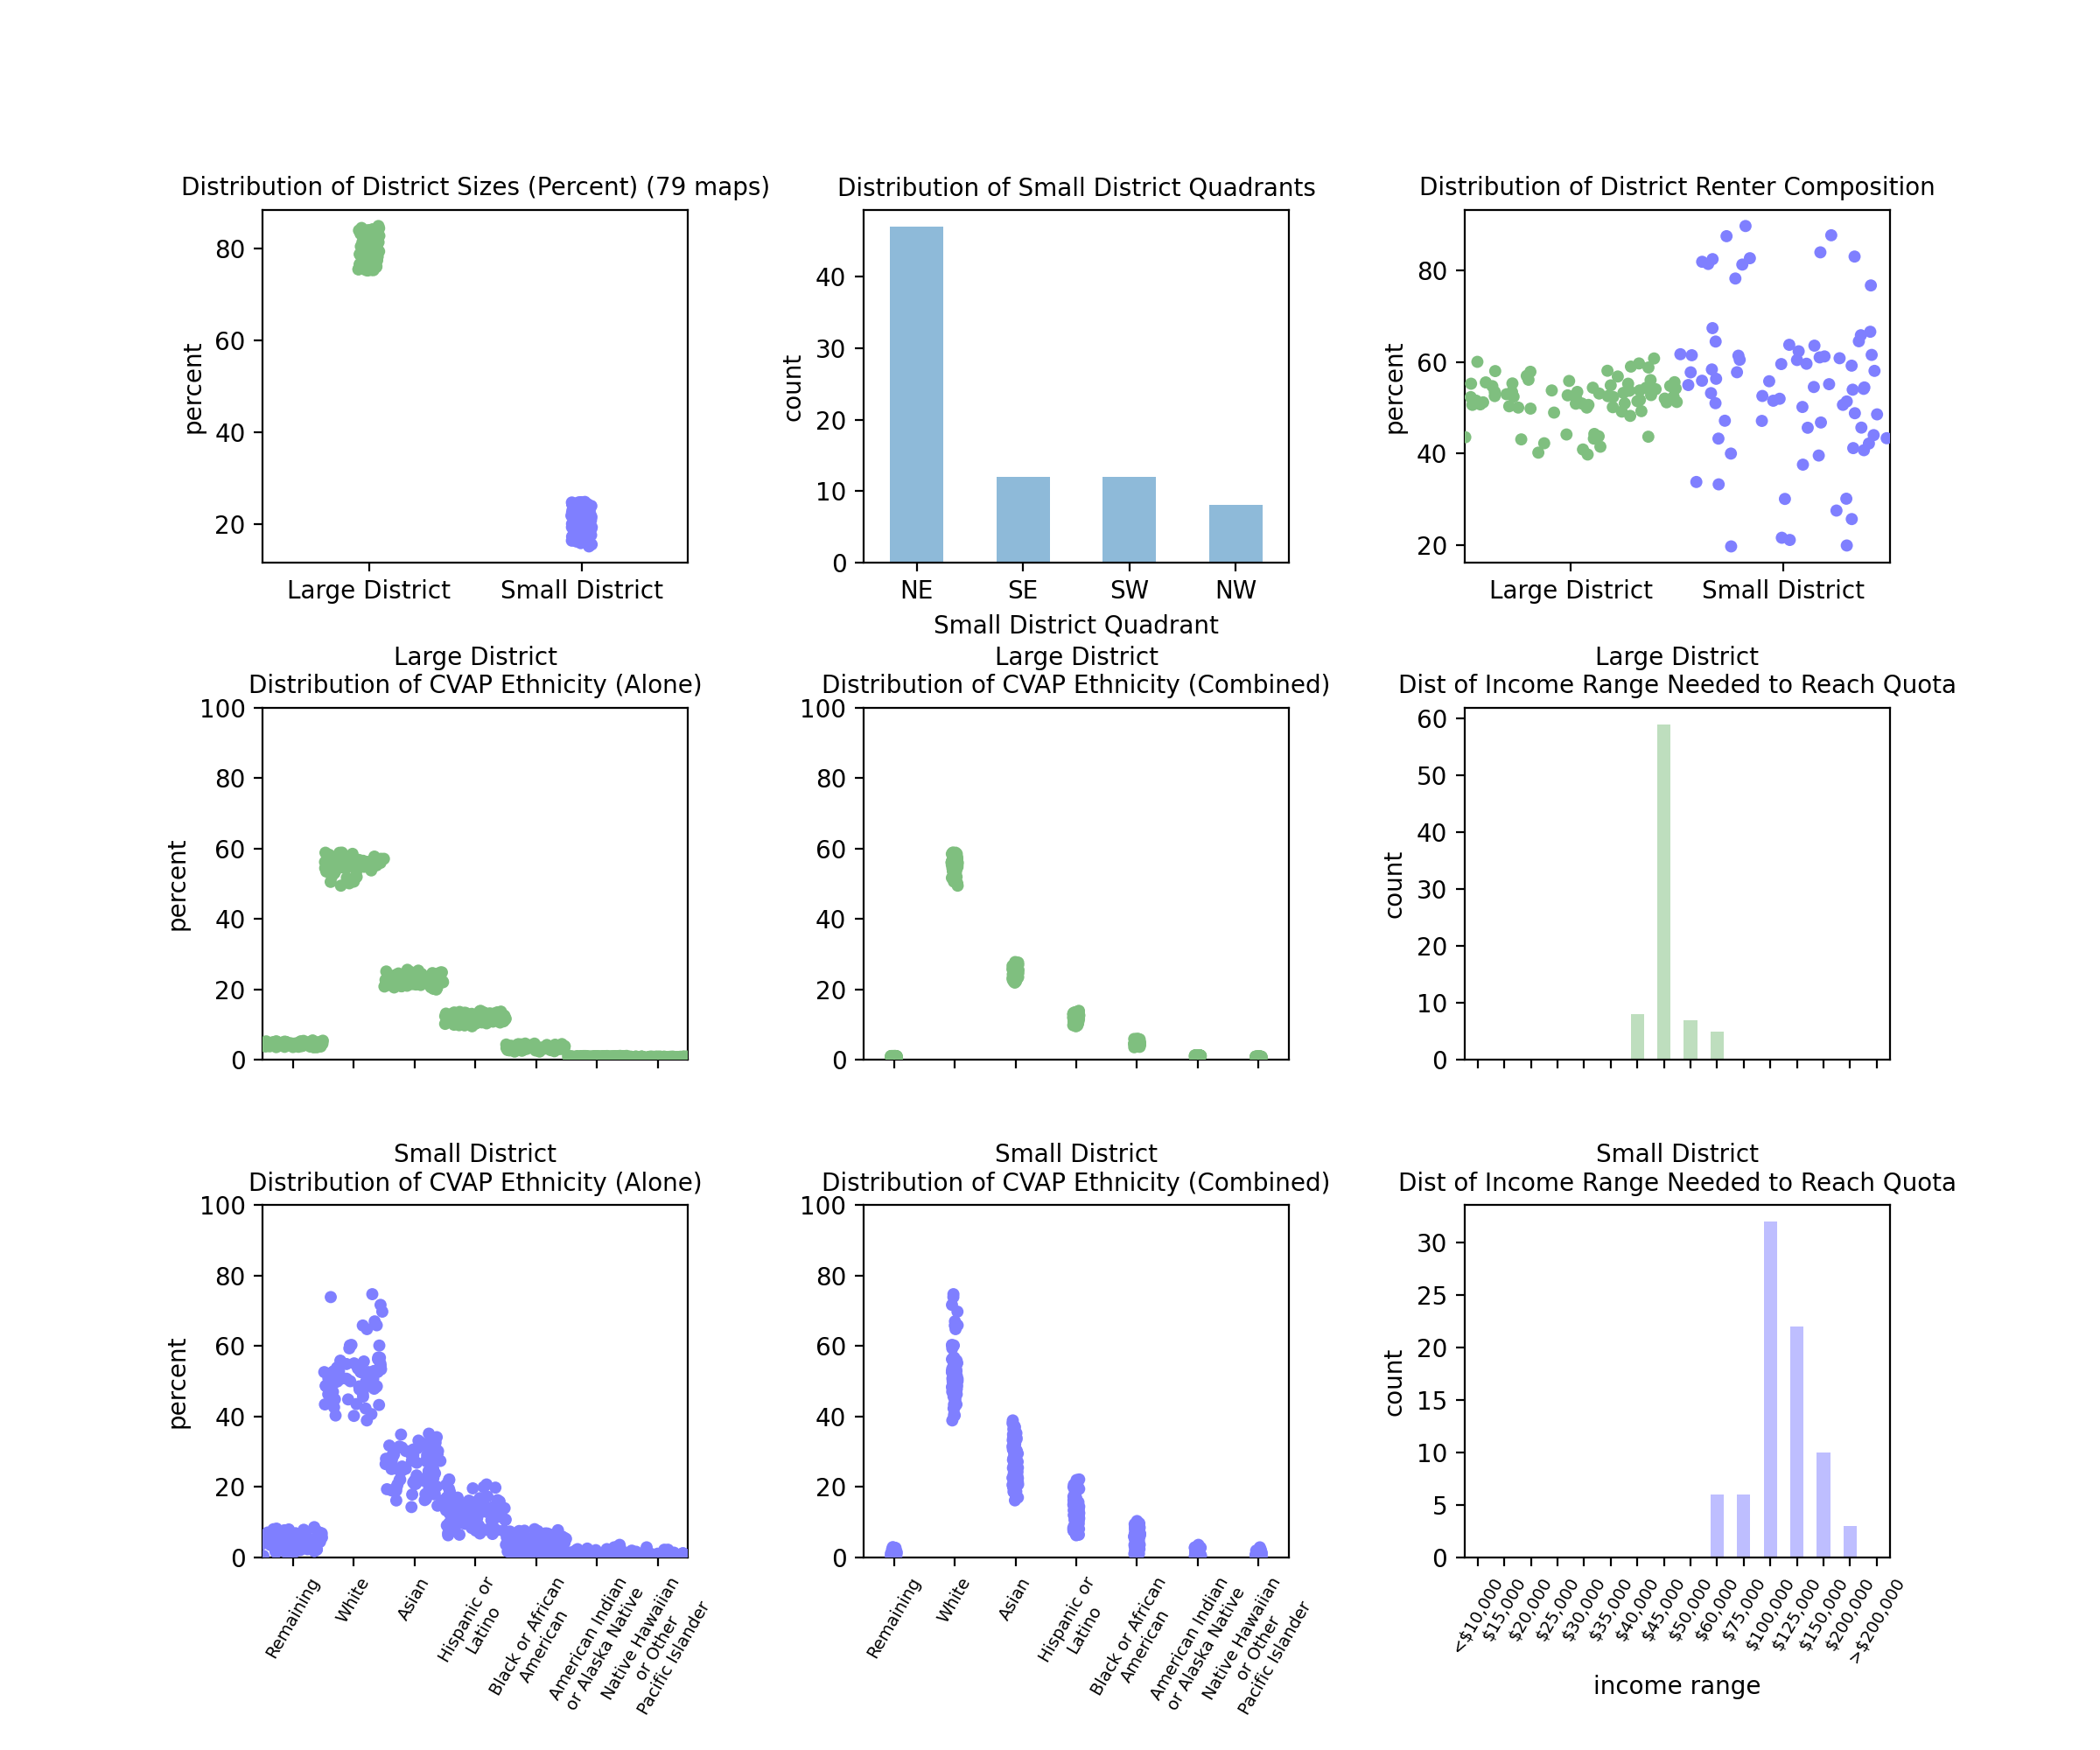 Distribution of District Sizes (Percent) (79 maps)
percent
80
60
40
20
Large District
Small District
Distribution of Small District Quadrants
count
40
30
20
10
0
NE
SE
SW
NW
Small District Quadrant
Distribution of District Renter Composition
percent
80
60
40
20
Large District
Small District
Large District
Distribution of CVAP Ethnicity (Alone)
percent
100
80
60
40
20
0
Large District
Distribution of CVAP Ethnicity (Combined)
100
80
60
40
20
0
Large District
Dist of Income Range Needed to Reach Quota
count
60
50
40
30
20
10
0
Small District
Distribution of CVAP Ethnicity (Alone)
percent
100
80
60
40
20
0
Remaining
White
Asian
Hispanic or
Latino
Black or African
American
American Indian
or Alaska Native
Native Hawaiian
or Other
Pacific Islander
Small District
Distribution of CVAP Ethnicity (Combined)
100
80
60
40
20
0
Remaining
White
Asian
Hispanic or
Latino
Black or African
American
American Indian
or Alaska Native
Native Hawaiian
or Other
Pacific Islander
Small District
Dist of Income Range Needed to Reach Quota
count
30
25
20
15
10
5
0
<$10,000
$15,000
$20,000
$25,000
$30,000
$35,000
$40,000
$45,000
$50,000
$60,000
$75,000
$100,000
$125,000
$150,000
$200,000
>$200,000
income range